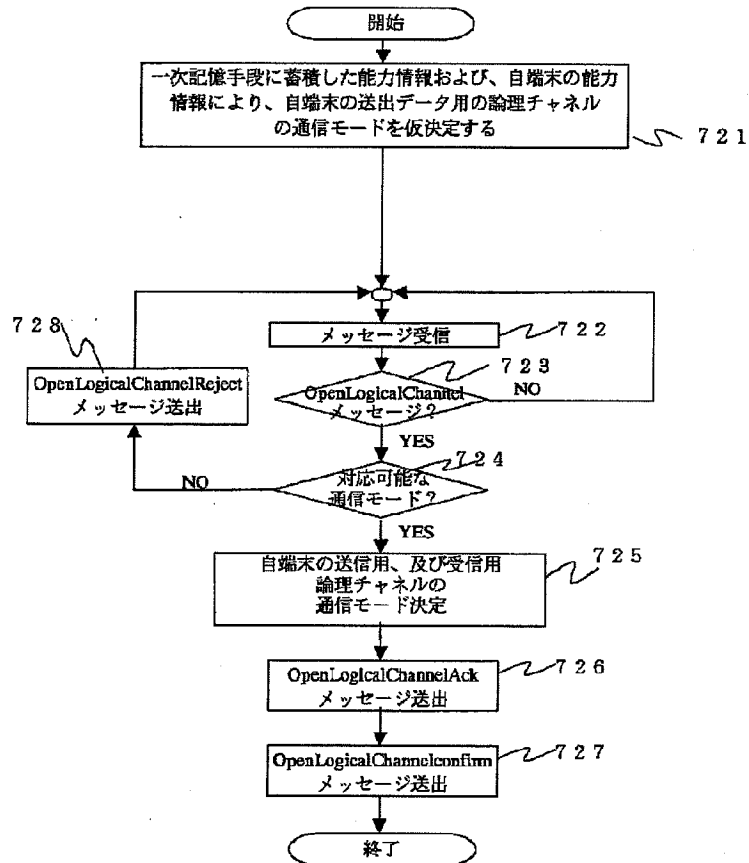 開始
一次記憶手段に蓄積した能力情報および、自端末の能力
情報により、自端末の送出データ用の論理チャネル
の通信モードを仮決定する
721
728
メッセージ受信
722
723
OpenLogicalChannelReject
メッセージ送出
OpenLogicalChannel
メッセージ?
NO
YES
724
NO
対応可能な
通信モード?
YES
自端末の送信用、及び受信用
論理チャネルの
通信モード決定
725
OpenLogicalChannelAck
メッセージ送出
726
OpenLogicalChannelconfirm
メッセージ送出
727
終了